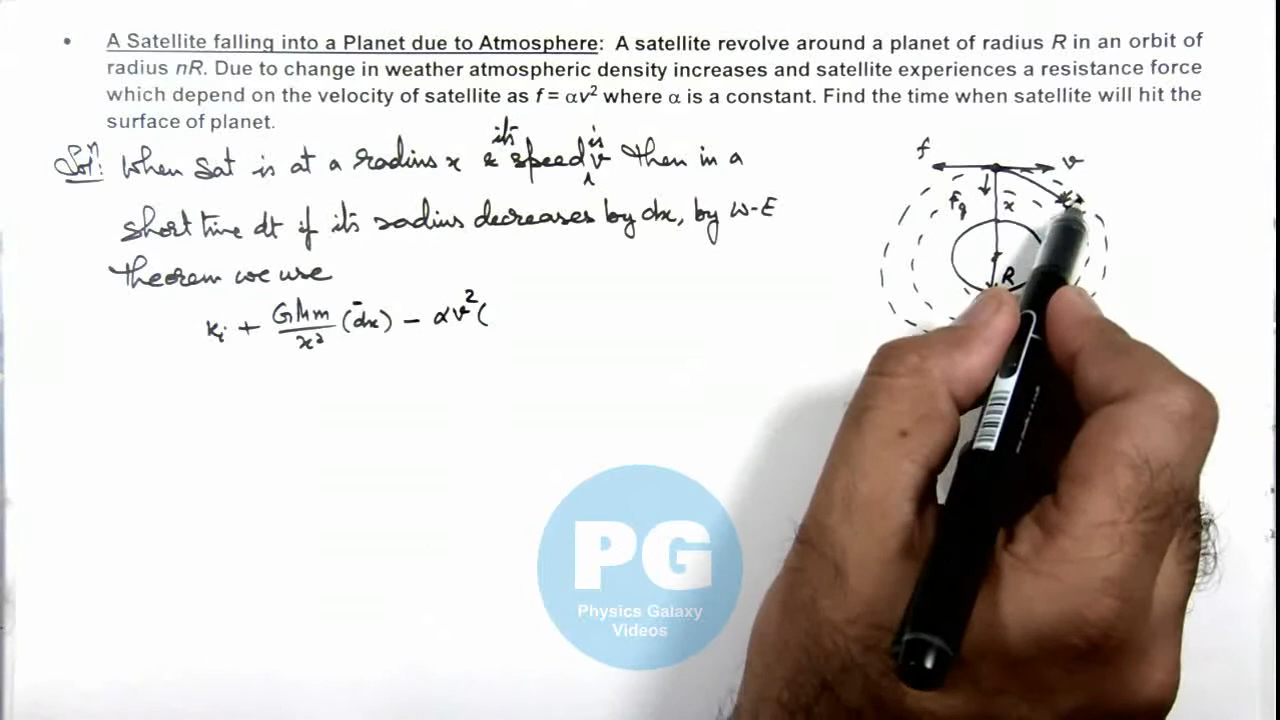 • A Satellite falling into a Planet due to Atmosphere: A satellite revolve around a planet of radius R in an orbit of
radius nR. Due to change in weather atmospheric density increases and satellite experiences a resistance force
which depend on the velocity of satellite as f = αv² where α is a constant. Find the time when satellite will hit the
surface of planet.
Solⁿ: When Sat is at a radius x & its speed is v then in a
short time dt if its radius decreases by dx, by W-E
theorem we use
kᵢ + GMm/x² (-dx) - αv² (
f
v
Fg
x
R
PG
Physics Galaxy
Videos